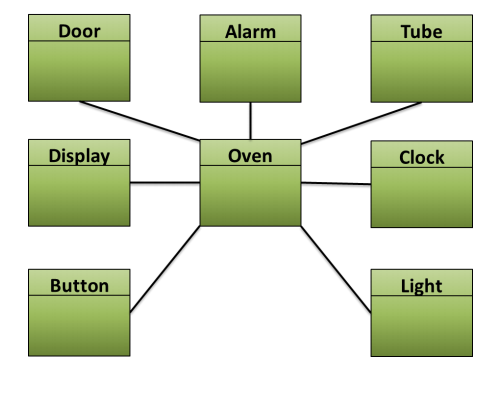 Door
Alarm
Tube
Display
Oven
Clock
Button
Light